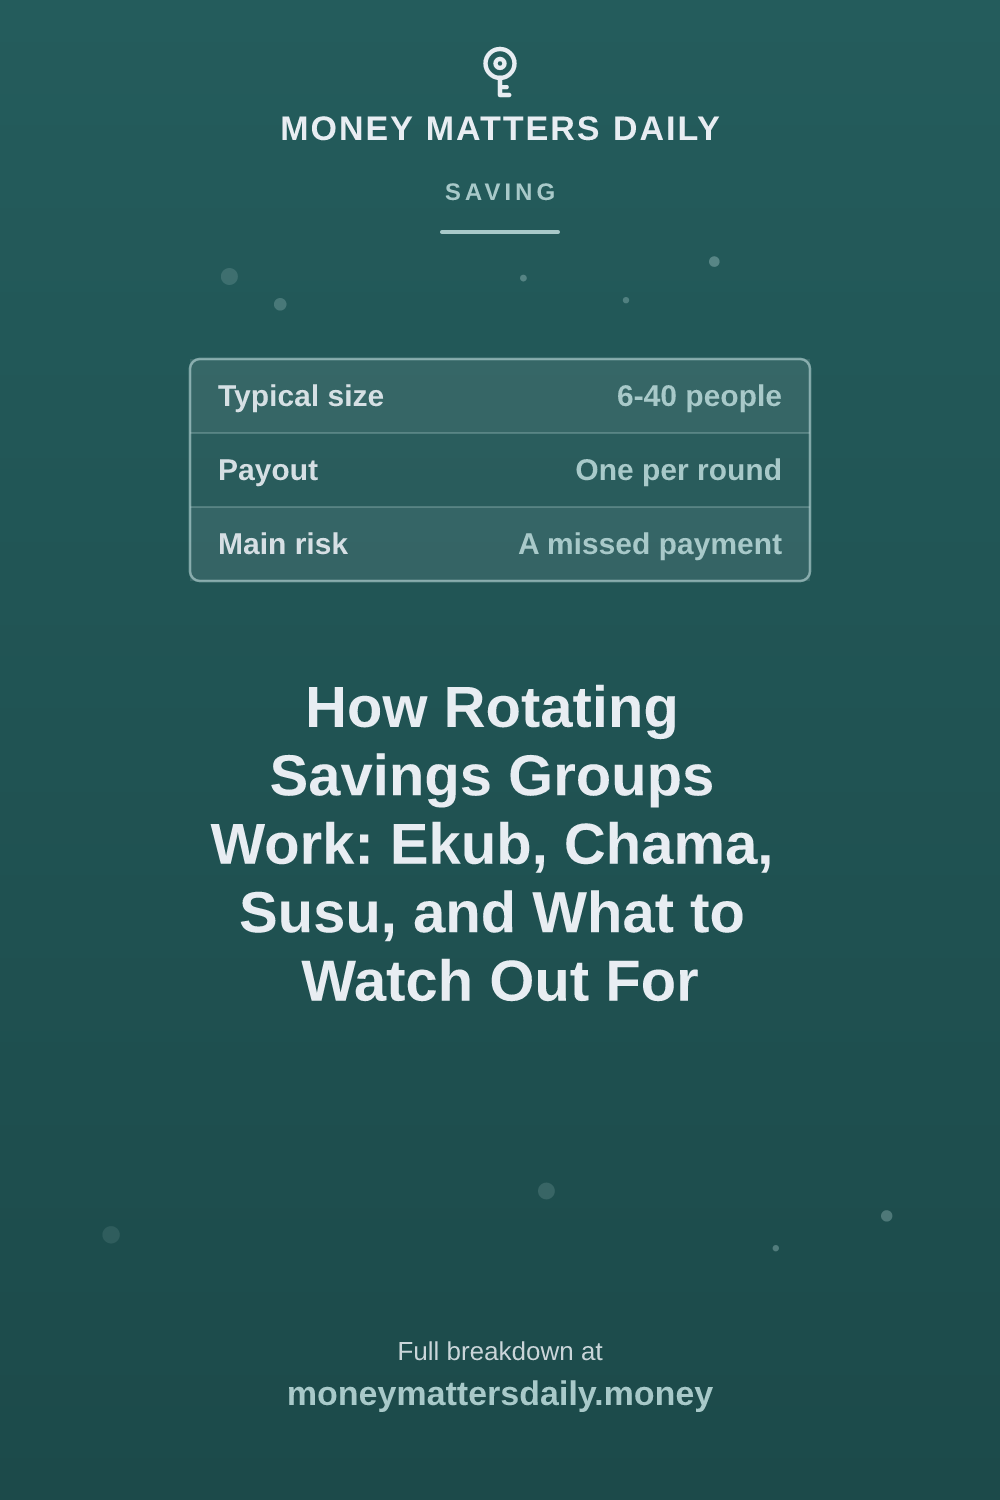 MONEY MATTERS DAILY
SAVING
Typical size 6-40 people
Payout One per round
Main risk A missed payment
How Rotating
Savings Groups
Work: Ekub, Chama,
Susu, and What to
Watch Out For
Full breakdown at
moneymattersdaily.money